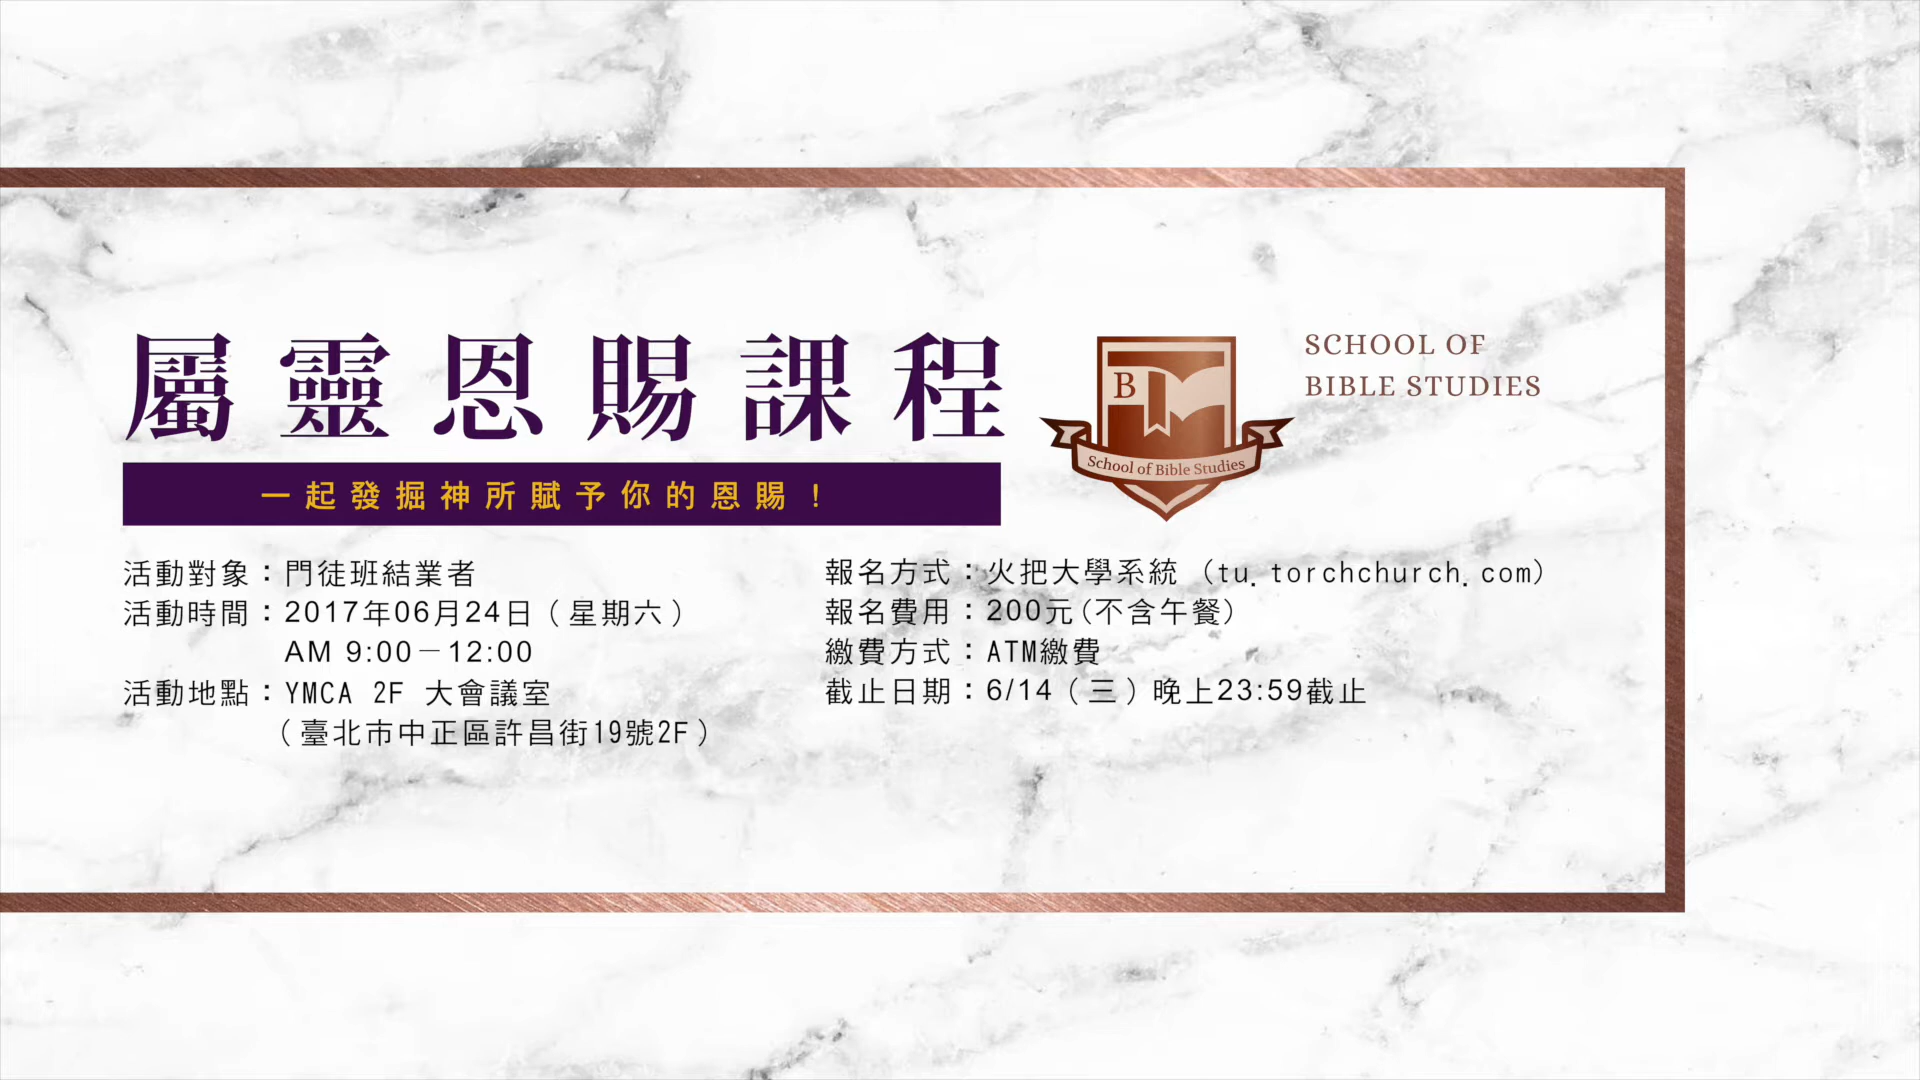 屬靈恩賜課程
一起發掘神所賦予你的恩賜！
B
School of Bible Studies
SCHOOL OF
BIBLE STUDIES
活動對象：門徒班結業者
活動時間：2017年06月24日（星期六）
AM 9:00－12:00
活動地點：YMCA 2F 大會議室
（臺北市中正區許昌街19號2F）
報名方式：火把大學系統 (tu.torchchurch.com)
報名費用：200元(不含午餐)
繳費方式：ATM繳費
截止日期：6/14（三）晚上23:59截止